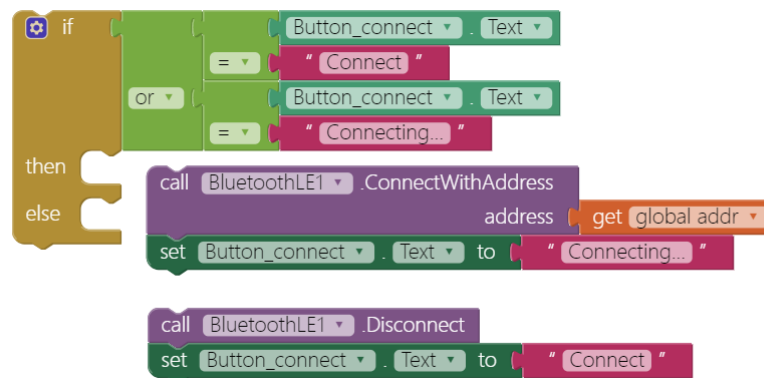 if Button_connect . Text
= " Connect "
or Button_connect . Text
= " Connecting... "
then
call BluetoothLE1 .ConnectWithAddress
else
address get global addr
set Button_connect . Text to " Connecting... "
call BluetoothLE1 .Disconnect
set Button_connect . Text to " Connect "